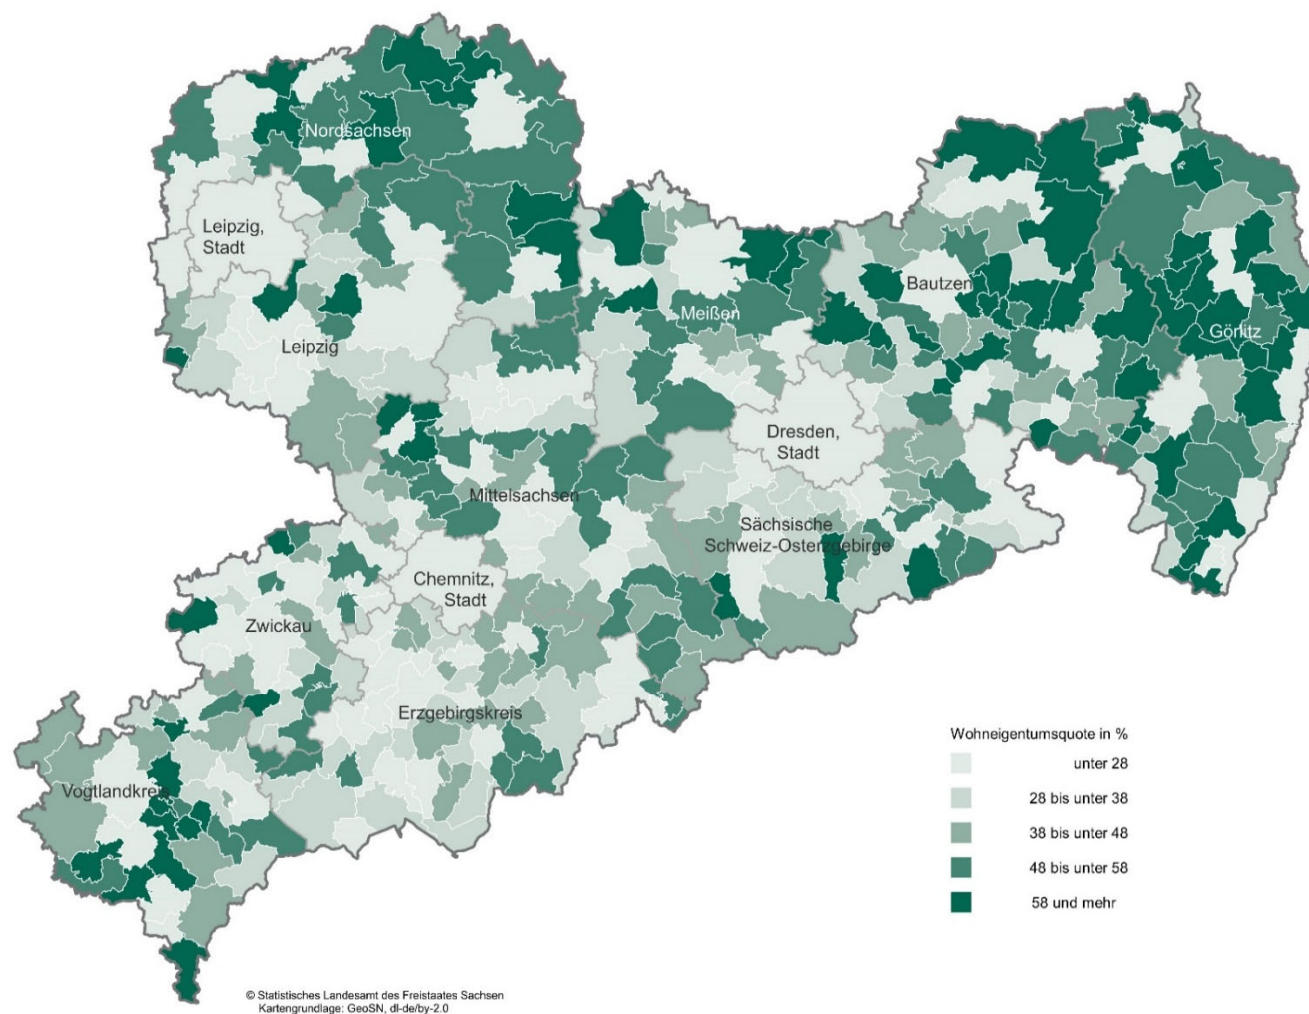 Nordsachsen
Leipzig,
Stadt
Leipzig
Meißen
Bautzen
Görlitz
Dresden,
Stadt
Mittelsachsen
Sächsische
Schweiz-Osterzgebirge
Chemnitz,
Stadt
Zwickau
Erzgebirgskreis
Vogtlandkreis
Wohneigentumsquote in %
unter 28
28 bis unter 38
38 bis unter 48
48 bis unter 58
58 und mehr
© Statistisches Landesamt des Freistaates Sachsen
Kartengrundlage: GeoSN, dl-de/by-2.0